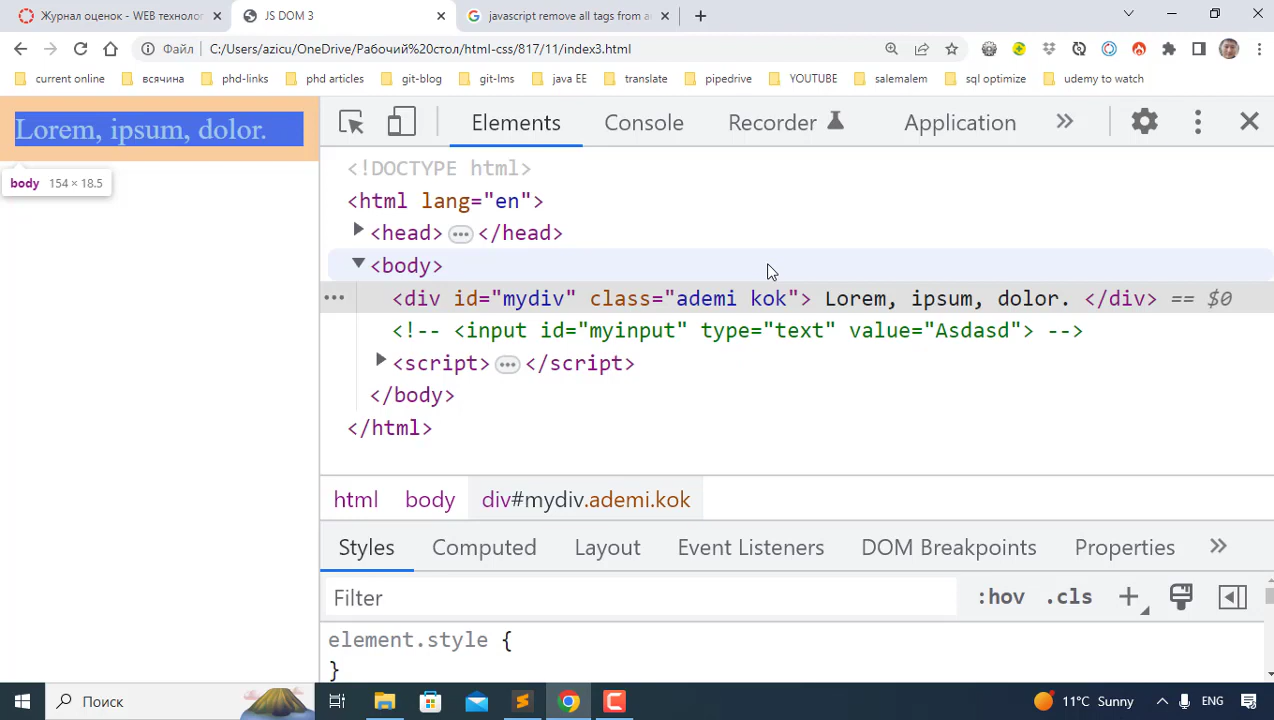 Журнал оценок - WEB технолог
JS DOM 3
javascript remove all tags from a
Файл
C:/Users/azicu/OneDrive/Рабочий%20стол/html-css/817/11/index3.html
current online
всячина
phd-links
phd articles
git-blog
git-lms
java EE
translate
pipedrive
YOUTUBE
salemalem
sql optimize
udemy to watch
Lorem, ipsum, dolor.
body 154 × 18.5
Elements Console Recorder Application
<!DOCTYPE html>
<html lang="en">
<head> ••• </head>
<body>
••• <div id="mydiv" class="ademi kok"> Lorem, ipsum, dolor. </div> == $0
<!-- <input id="myinput" type="text" value="Asdasd"> -->
<script> ••• </script>
</body>
</html>
html body div#mydiv.ademi.kok
Styles Computed Layout Event Listeners DOM Breakpoints Properties
Filter :hov .cls
element.style {
}
Поиск
11°C Sunny
ENG